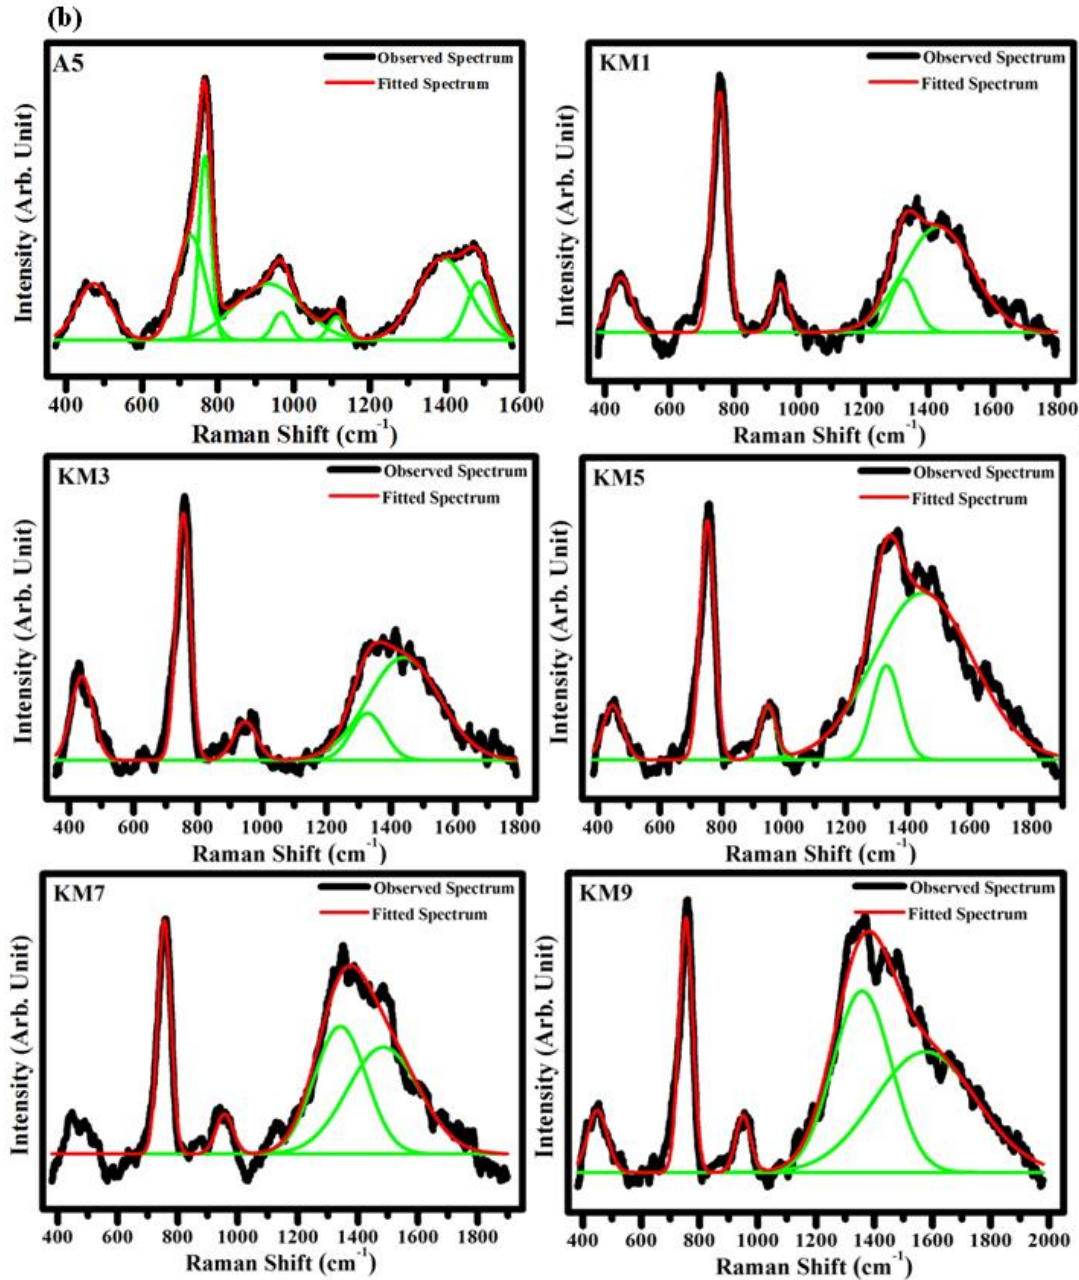 (b)
A5
Observed Spectrum
Fitted Spectrum
Intensity (Arb. Unit)
400 600 800 1000 1200 1400 1600
Raman Shift (cm⁻¹)
KM1
Observed Spectrum
Fitted Spectrum
Intensity (Arb. Unit)
400 600 800 1000 1200 1400 1600 1800
Raman Shift (cm⁻¹)
KM3
Observed Spectrum
Fitted Spectrum
Intensity (Arb. Unit)
400 600 800 1000 1200 1400 1600 1800
Raman Shift (cm⁻¹)
KM5
Observed Spectrum
Fitted Spectrum
Intensity (Arb. Unit)
400 600 800 1000 1200 1400 1600 1800
Raman Shift (cm⁻¹)
KM7
Observed Spectrum
Fitted Spectrum
Intensity (Arb. Unit)
400 600 800 1000 1200 1400 1600 1800
Raman Shift (cm⁻¹)
KM9
Observed Spectrum
Fitted Spectrum
Intensity (Arb. Unit)
400 600 800 1000 1200 1400 1600 1800 2000
Raman Shift (cm⁻¹)